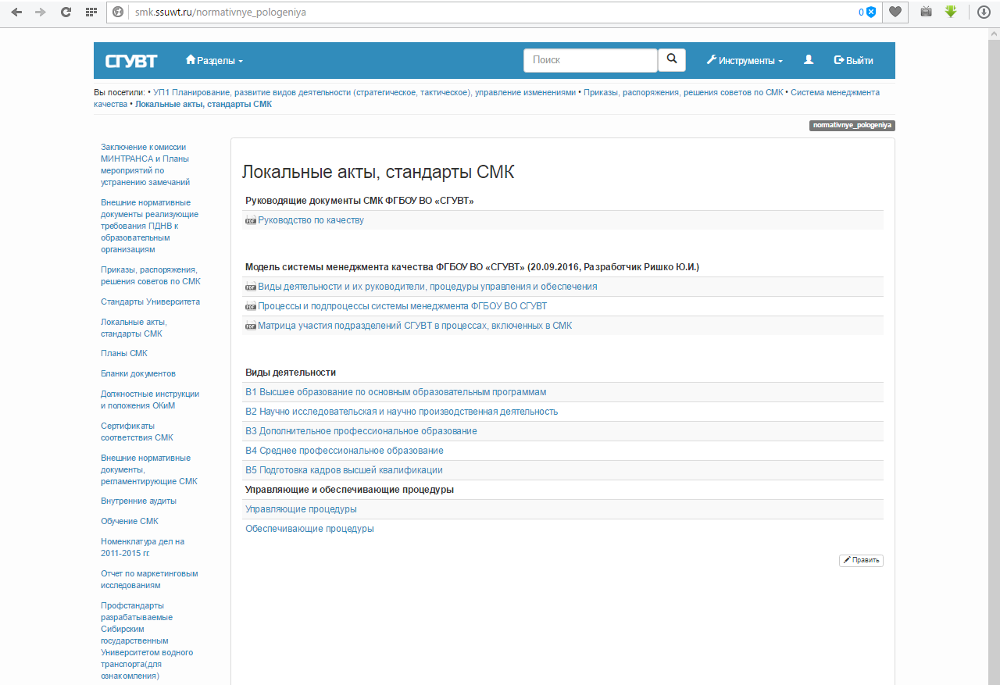 smk.ssuwt.ru/normativnye_pologeniya
0
СГУВТ
Разделы
Поиск
Инструменты
Выйти
Вы посетили: • УП1 Планирование, развитие видов деятельности (стратегическое, тактическое), управление изменениями • Приказы, распоряжения, решения советов по СМК • Система менеджмента
качества • Локальные акты, стандарты СМК
normativnye_pologeniya
Заключение комиссии
МИНТРАНСА и Планы
мероприятий по
устранению замечаний
Внешние нормативные
документы реализующие
требования ПДНВ к
образовательным
организациям
Приказы, распоряжения,
решения советов по СМК
Стандарты Университета
Локальные акты,
стандарты СМК
Планы СМК
Бланки документов
Должностные инструкции
и положения ОКиМ
Сертификаты
соответствия СМК
Внешние нормативные
документы,
регламентирующие СМК
Внутренние аудиты
Обучение СМК
Номенклатура дел на
2011-2015 гг.
Отчет по маркетинговым
исследованиям
Профстандарты
разрабатываемые
Сибирским
государственным
Университетом водного
транспорта(для
ознакомления)
Локальные акты, стандарты СМК
Руководящие документы СМК ФГБОУ ВО «СГУВТ»
PDF Руководство по качеству
Модель системы менеджмента качества ФГБОУ ВО «СГУВТ» (20.09.2016, Разработчик Ришко Ю.И.)
PDF Виды деятельности и их руководители, процедуры управления и обеспечения
PDF Процессы и подпроцессы системы менеджмента ФГБОУ ВО СГУВТ
PDF Матрица участия подразделений СГУВТ в процессах, включенных в СМК
Виды деятельности
В1 Высшее образование по основным образовательным программам
В2 Научно исследовательская и научно производственная деятельность
В3 Дополнительное профессиональное образование
В4 Среднее профессиональное образование
В5 Подготовка кадров высшей квалификации
Управляющие и обеспечивающие процедуры
Управляющие процедуры
Обеспечивающие процедуры
Править